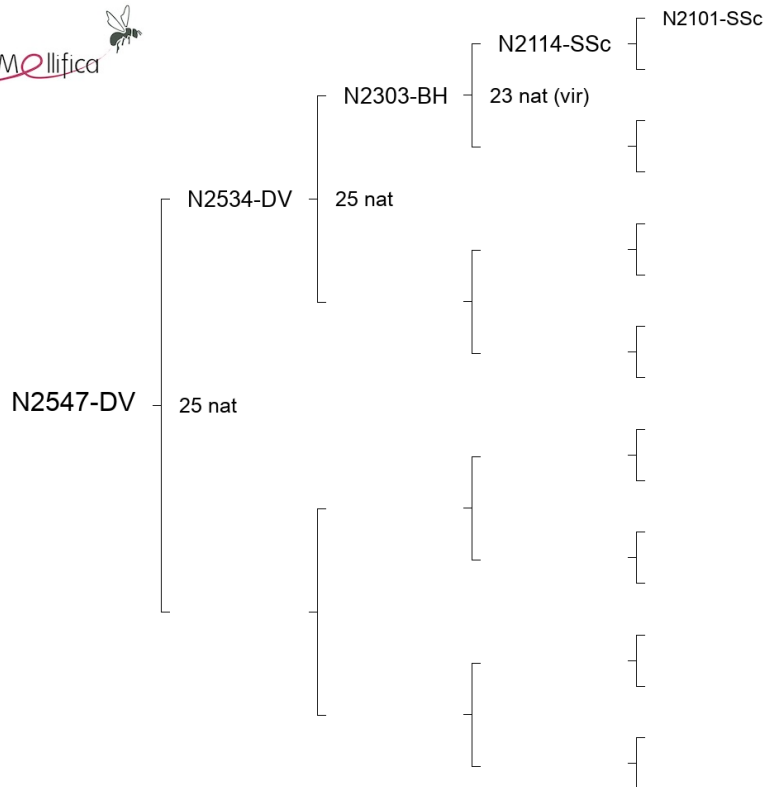 N2101-SSc
N2114-SSc
Mellifica
N2303-BH
23 nat (vir)
N2534-DV
25 nat
N2547-DV
25 nat